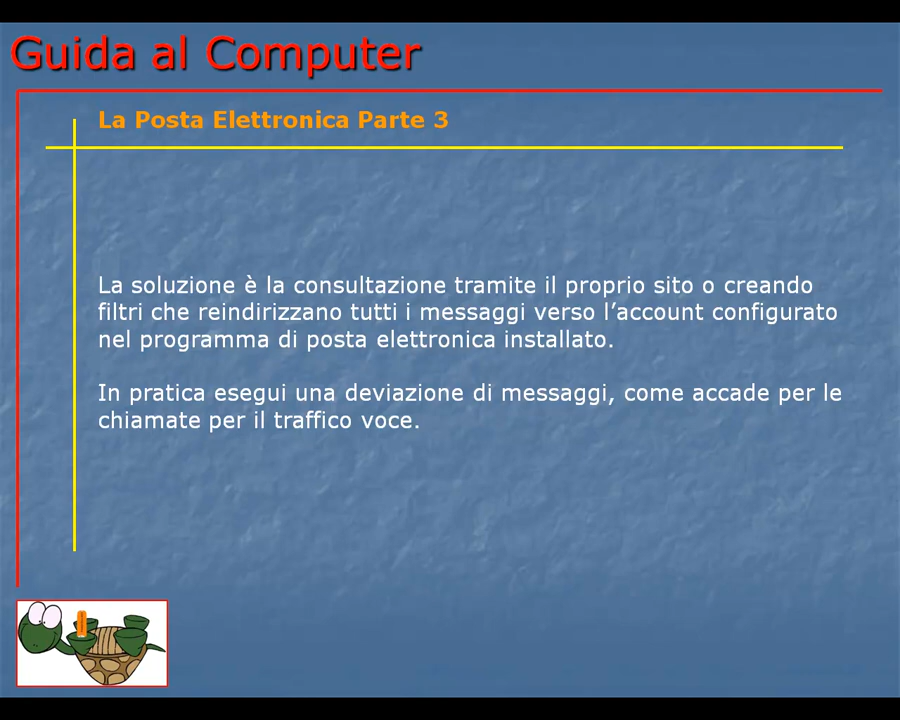 Guida al Computer
La Posta Elettronica Parte 3
La soluzione è la consultazione tramite il proprio sito o creando
filtri che reindirizzano tutti i messaggi verso l’account configurato
nel programma di posta elettronica installato.
In pratica esegui una deviazione di messaggi, come accade per le
chiamate per il traffico voce.